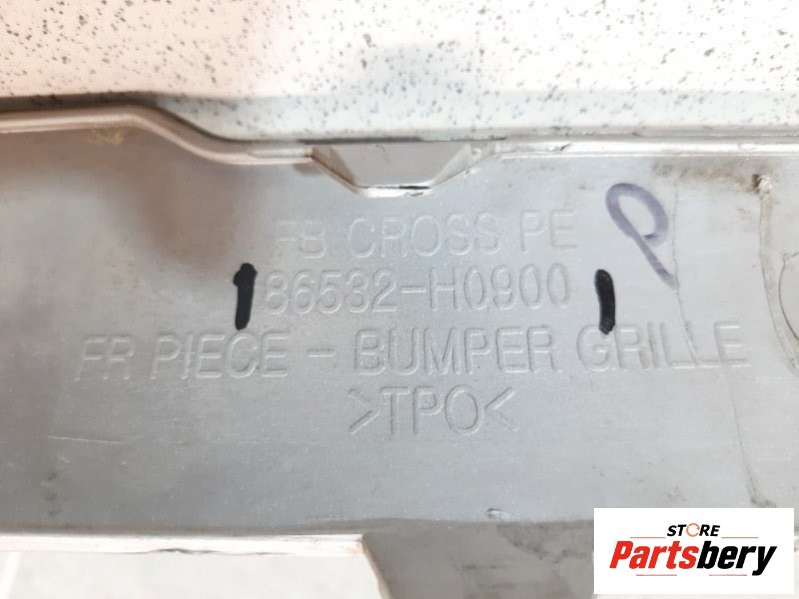 FB CROSS PE
86532-H0900
FR PIECE - BUMPER GRILLE
>TPO<
STORE
Partsbery